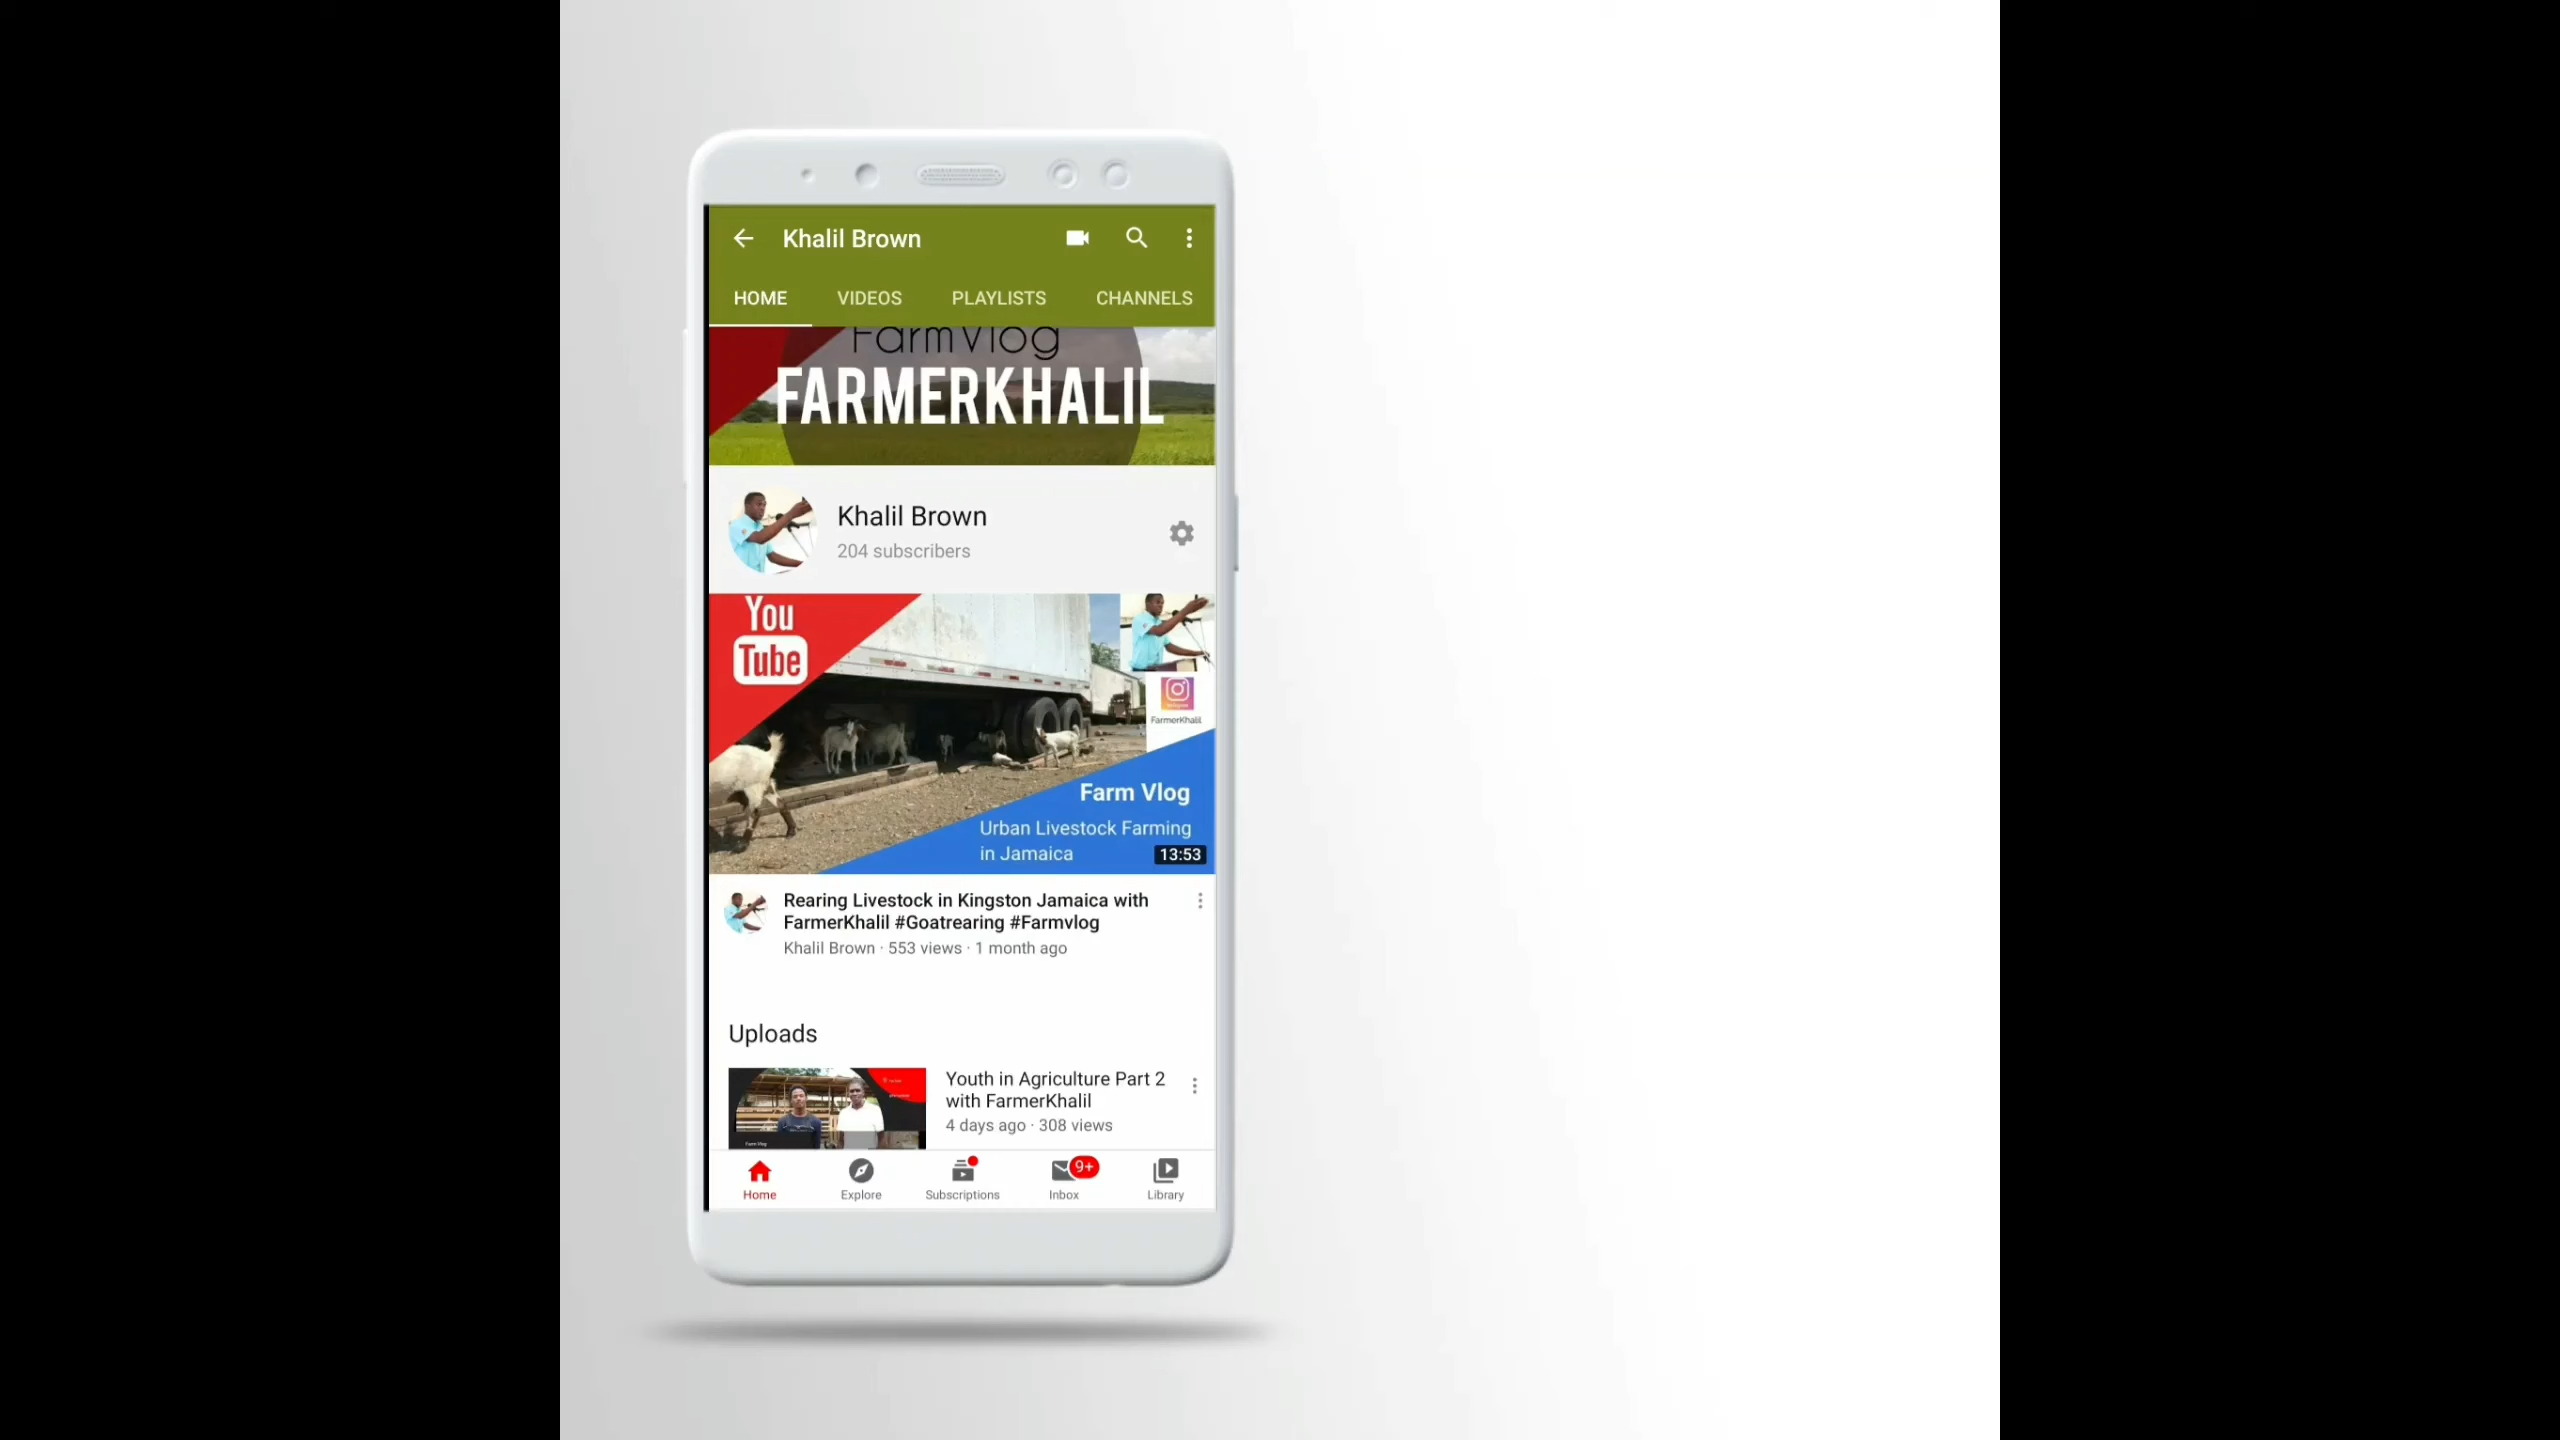 Khalil Brown
HOME VIDEOS PLAYLISTS CHANNELS
FarmVlog
FARMERKHALIL
Khalil Brown
204 subscribers
You
Tube
FarmerKhalil
Farm Vlog
Urban Livestock Farming
in Jamaica
13:53
Rearing Livestock in Kingston Jamaica with
FarmerKhalil #Goatrearing #Farmvlog
Khalil Brown · 553 views · 1 month ago
Uploads
Youth in Agriculture Part 2
with FarmerKhalil
4 days ago · 308 views
Farm Vlog
9+
Home Explore Subscriptions Inbox Library